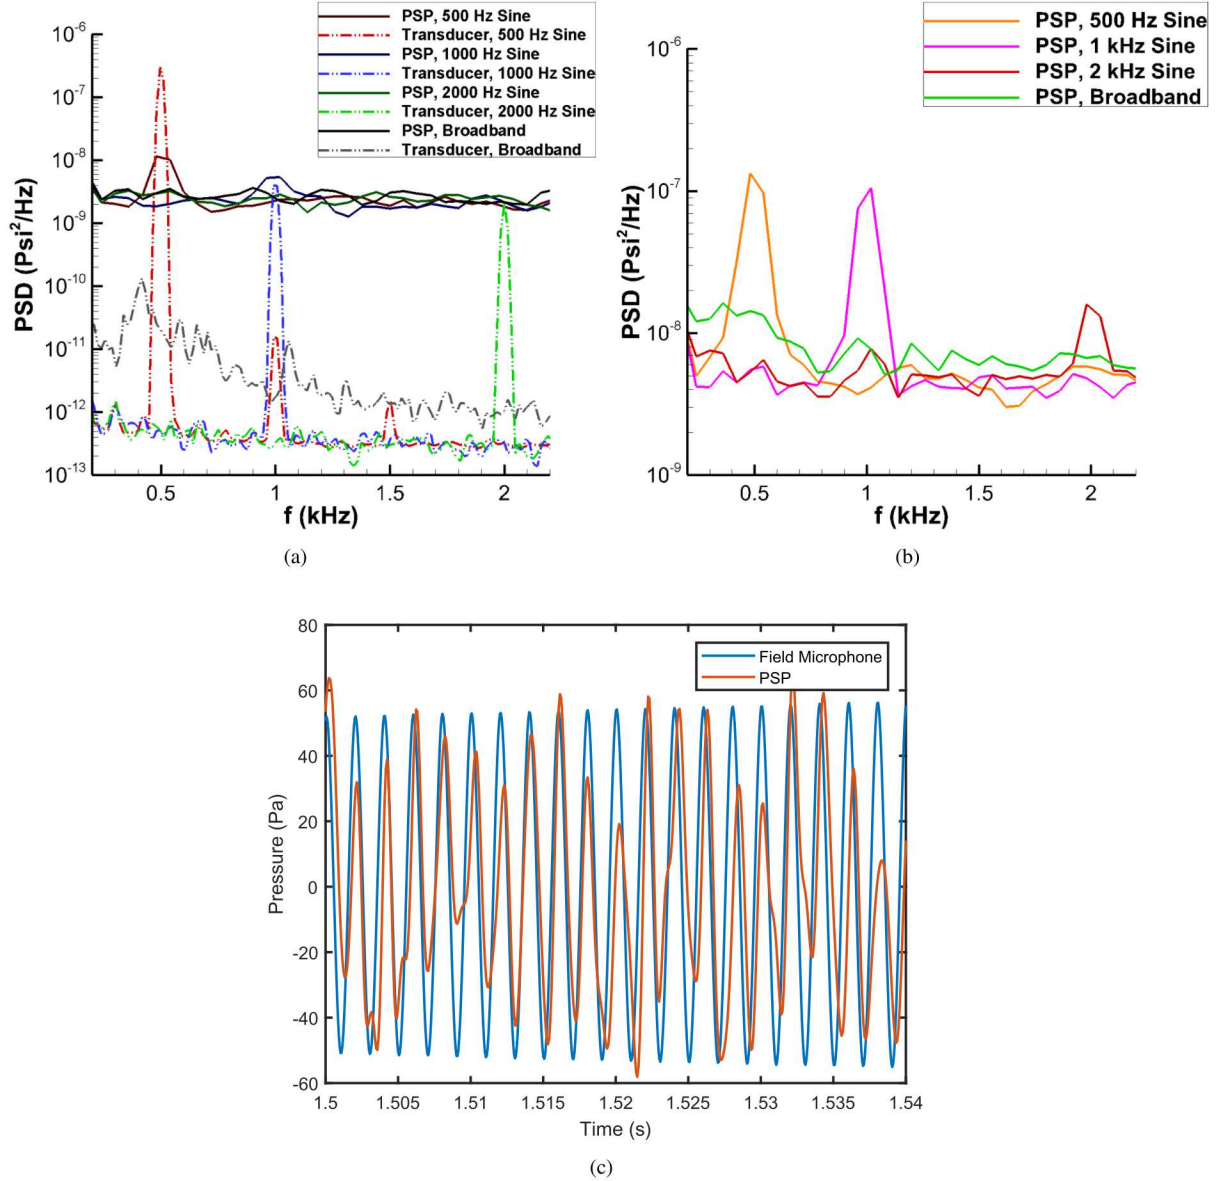 PSP, 500 Hz Sine
Transducer, 500 Hz Sine
PSP, 1000 Hz Sine
Transducer, 1000 Hz Sine
PSP, 2000 Hz Sine
Transducer, 2000 Hz Sine
PSP, Broadband
Transducer, Broadband
10⁻⁶
10⁻⁷
10⁻⁸
10⁻⁹
10⁻¹⁰
10⁻¹¹
10⁻¹²
10⁻¹³
PSD (Psi²/Hz)
0.5 1 1.5 2
f (kHz)
(a)
PSP, 500 Hz Sine
PSP, 1 kHz Sine
PSP, 2 kHz Sine
PSP, Broadband
10⁻⁶
10⁻⁷
10⁻⁸
10⁻⁹
PSD (Psi²/Hz)
0.5 1 1.5 2
f (kHz)
(b)
Field Microphone
PSP
80
60
40
20
0
-20
-40
-60
Pressure (Pa)
1.5 1.505 1.51 1.515 1.52 1.525 1.53 1.535 1.54
Time (s)
(c)